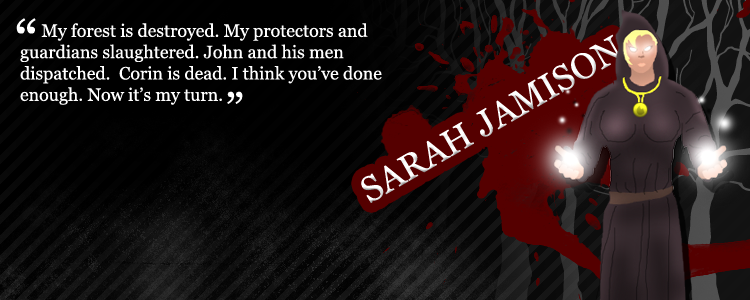 “ My forest is destroyed. My protectors and
guardians slaughtered. John and his men
dispatched.  Corin is dead. I think you’ve done
enough. Now it’s my turn. ”
SARAH JAMISON